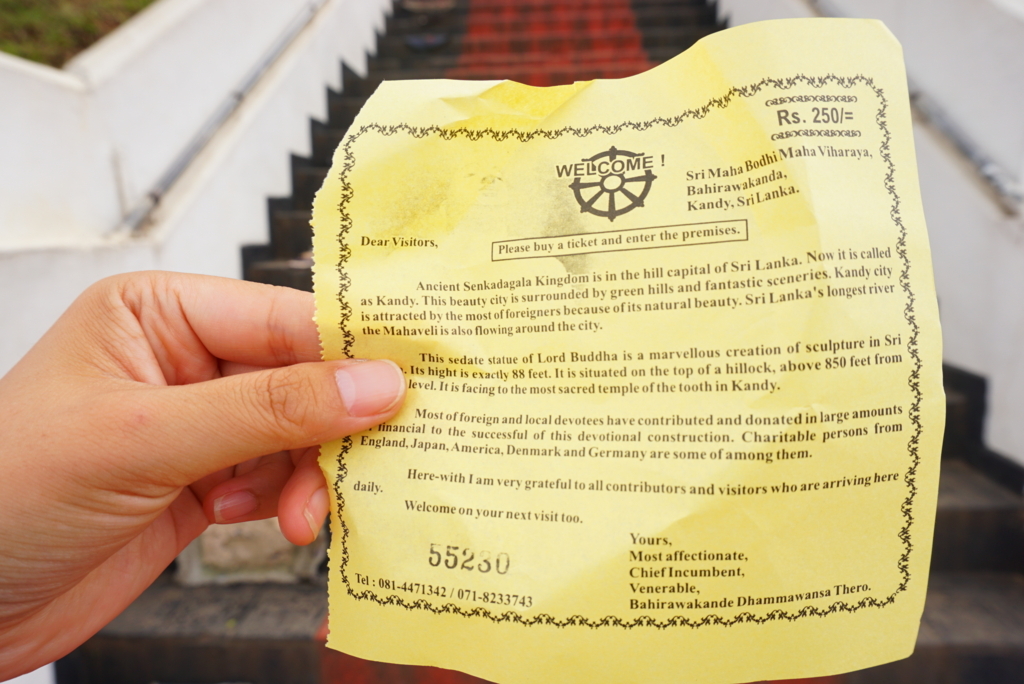 Rs. 250/=
WELCOME !
Sri Maha Bodhi Maha Viharaya,
Bahirawakanda,
Kandy, Sri Lanka.
Dear Visitors,
Please buy a ticket and enter the premises.
Ancient Senkadagala Kingdom is in the hill capital of Sri Lanka. Now it is called
as Kandy. This beauty city is surrounded by green hills and fantastic sceneries. Kandy city
is attracted by the most of foreigners because of its natural beauty. Sri Lanka's longest river
the Mahaveli is also flowing around the city.
This sedate statue of Lord Buddha is a marvellous creation of sculpture in Sri
Its hight is exactly 88 feet. It is situated on the top of a hillock, above 850 feet from
level. It is facing to the most sacred temple of the tooth in Kandy.
Most of foreign and local devotees have contributed and donated in large amounts
financial to the successful of this devotional construction. Charitable persons from
England, Japan, America, Denmark and Germany are some of among them.
Here-with I am very grateful to all contributors and visitors who are arriving here
daily.
Welcome on your next visit too.
55230
Tel : 081-4471342 / 071-8233743
Yours,
Most affectionate,
Chief Incumbent,
Venerable,
Bahirawakande Dhammawansa Thero.